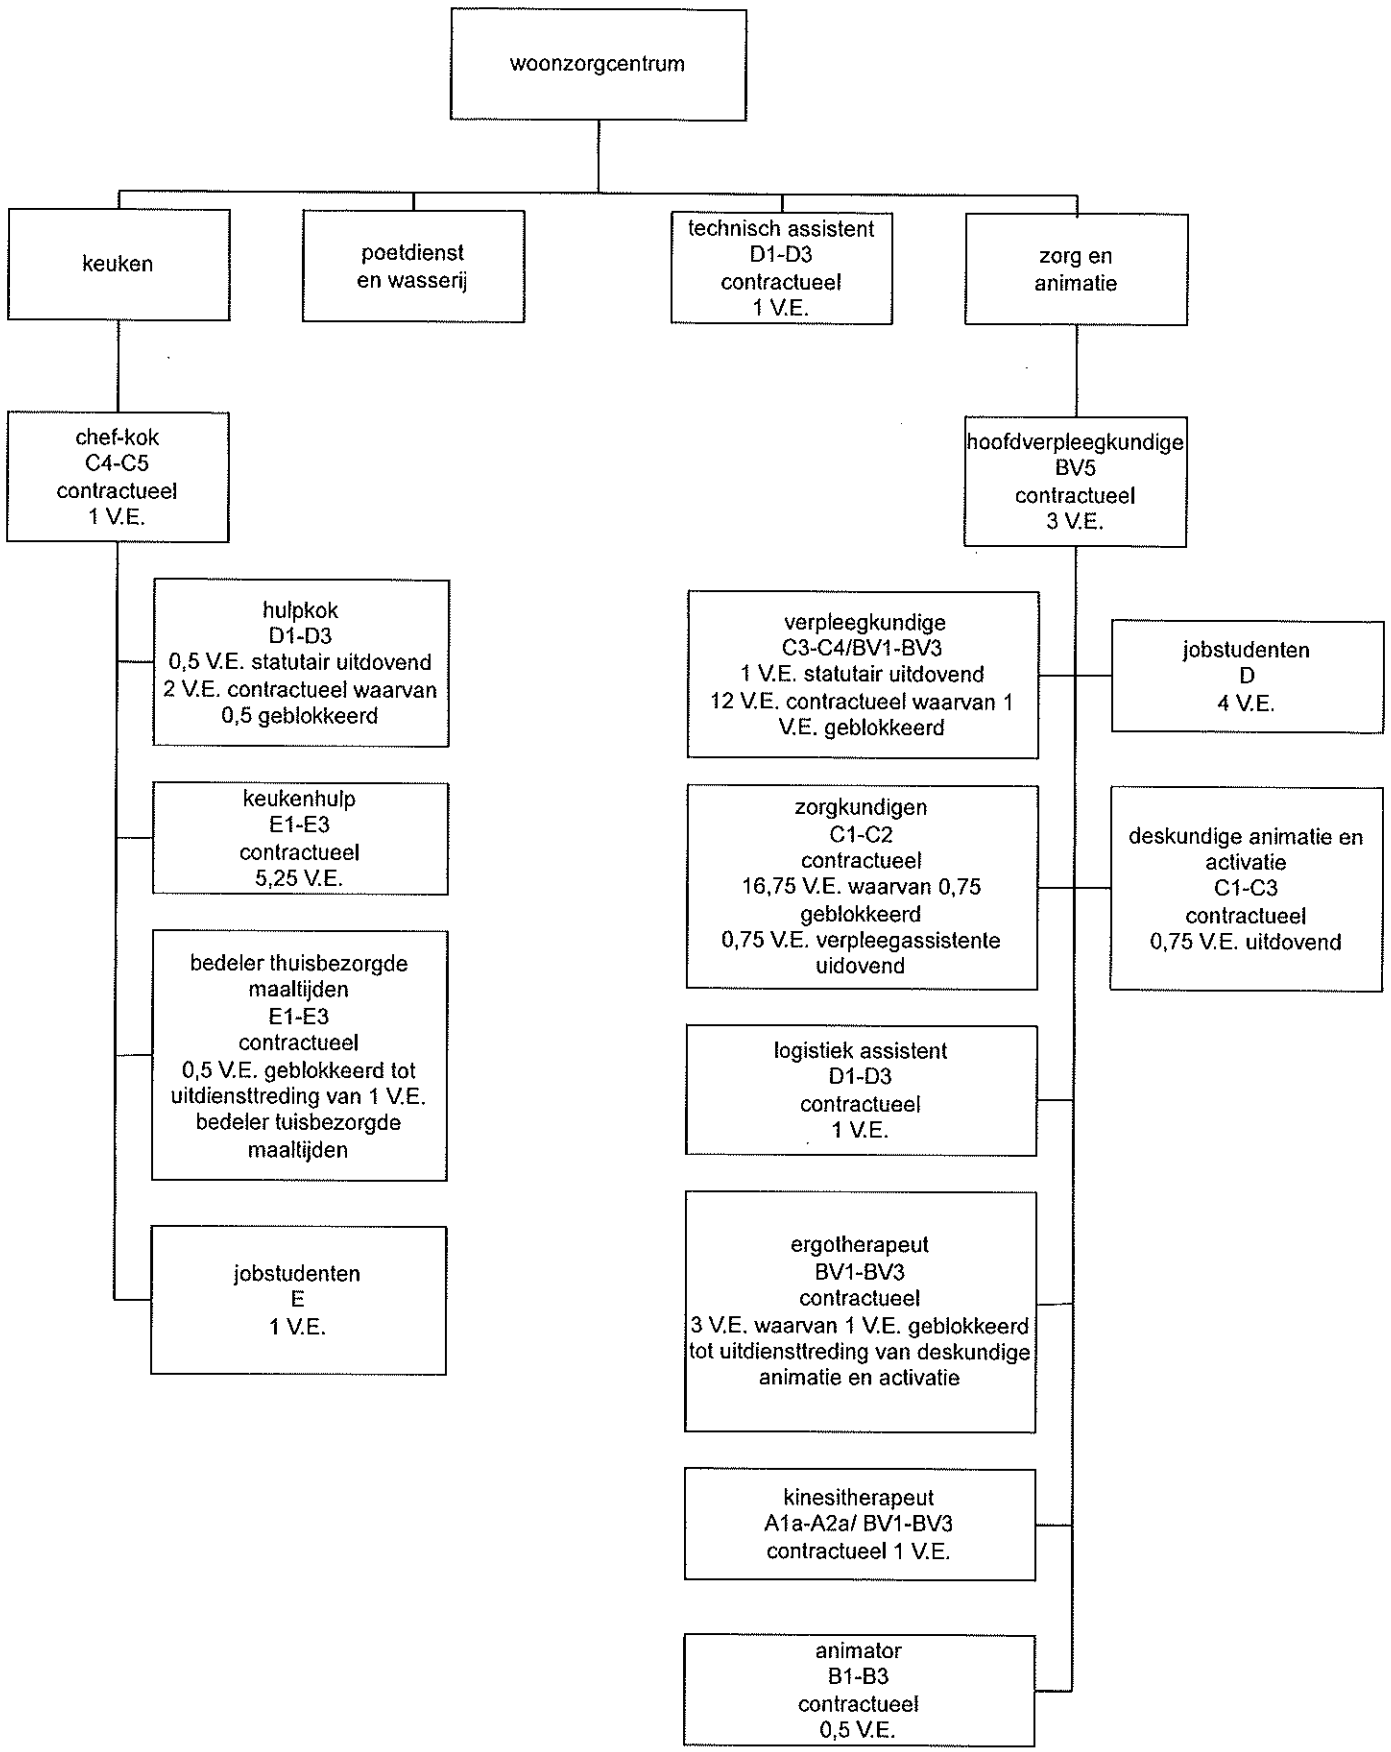 woonzorgcentrum
keuken
poetdienst
en wasserij
technisch assistent
D1-D3
contractueel
1 V.E.
zorg en
animatie
chef-kok
C4-C5
contractueel
1 V.E.
hoofdverpleegkundige
BV5
contractueel
3 V.E.
hulpkok
D1-D3
0,5 V.E. statutair uitdovend
2 V.E. contractueel waarvan
0,5 geblokkeerd
keukenhulp
E1-E3
contractueel
5,25 V.E.
bedeler thuisbezorgde
maaltijden
E1-E3
contractueel
0,5 V.E. geblokkeerd tot
uitdiensttreding van 1 V.E.
bedeler tuisbezorgde
maaltijden
jobstudenten
E
1 V.E.
verpleegkundige
C3-C4/BV1-BV3
1 V.E. statutair uitdovend
12 V.E. contractueel waarvan 1
V.E. geblokkeerd
jobstudenten
D
4 V.E.
zorgkundigen
C1-C2
contractueel
16,75 V.E. waarvan 0,75
geblokkeerd
0,75 V.E. verpleegassistente
uidovend
deskundige animatie en
activatie
C1-C3
contractueel
0,75 V.E. uitdovend
logistiek assistent
D1-D3
contractueel
1 V.E.
ergotherapeut
BV1-BV3
contractueel
3 V.E. waarvan 1 V.E. geblokkeerd
tot uitdiensttreding van deskundige
animatie en activatie
kinesitherapeut
A1a-A2a/ BV1-BV3
contractueel 1 V.E.
animator
B1-B3
contractueel
0,5 V.E.